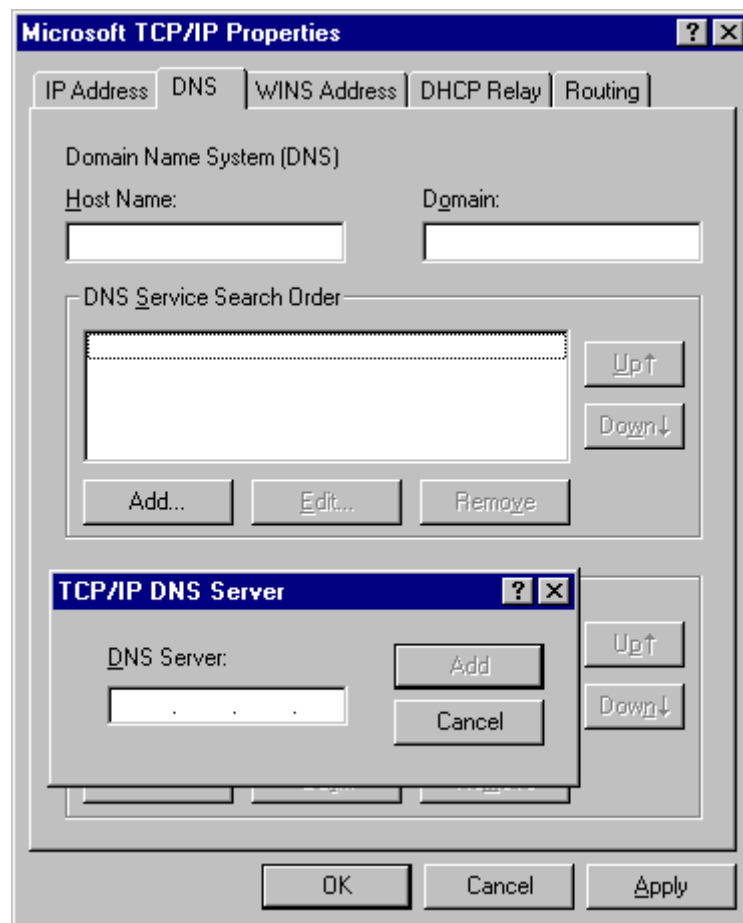 Microsoft TCP/IP Properties
IP Address DNS WINS Address DHCP Relay Routing
Domain Name System (DNS)
Host Name: Domain:
DNS Service Search Order
Up↑
Down↓
Add... Edit... Remove
TCP/IP DNS Server
DNS Server:
. . .
Add
Cancel
Up↑
Down↓
OK Cancel Apply